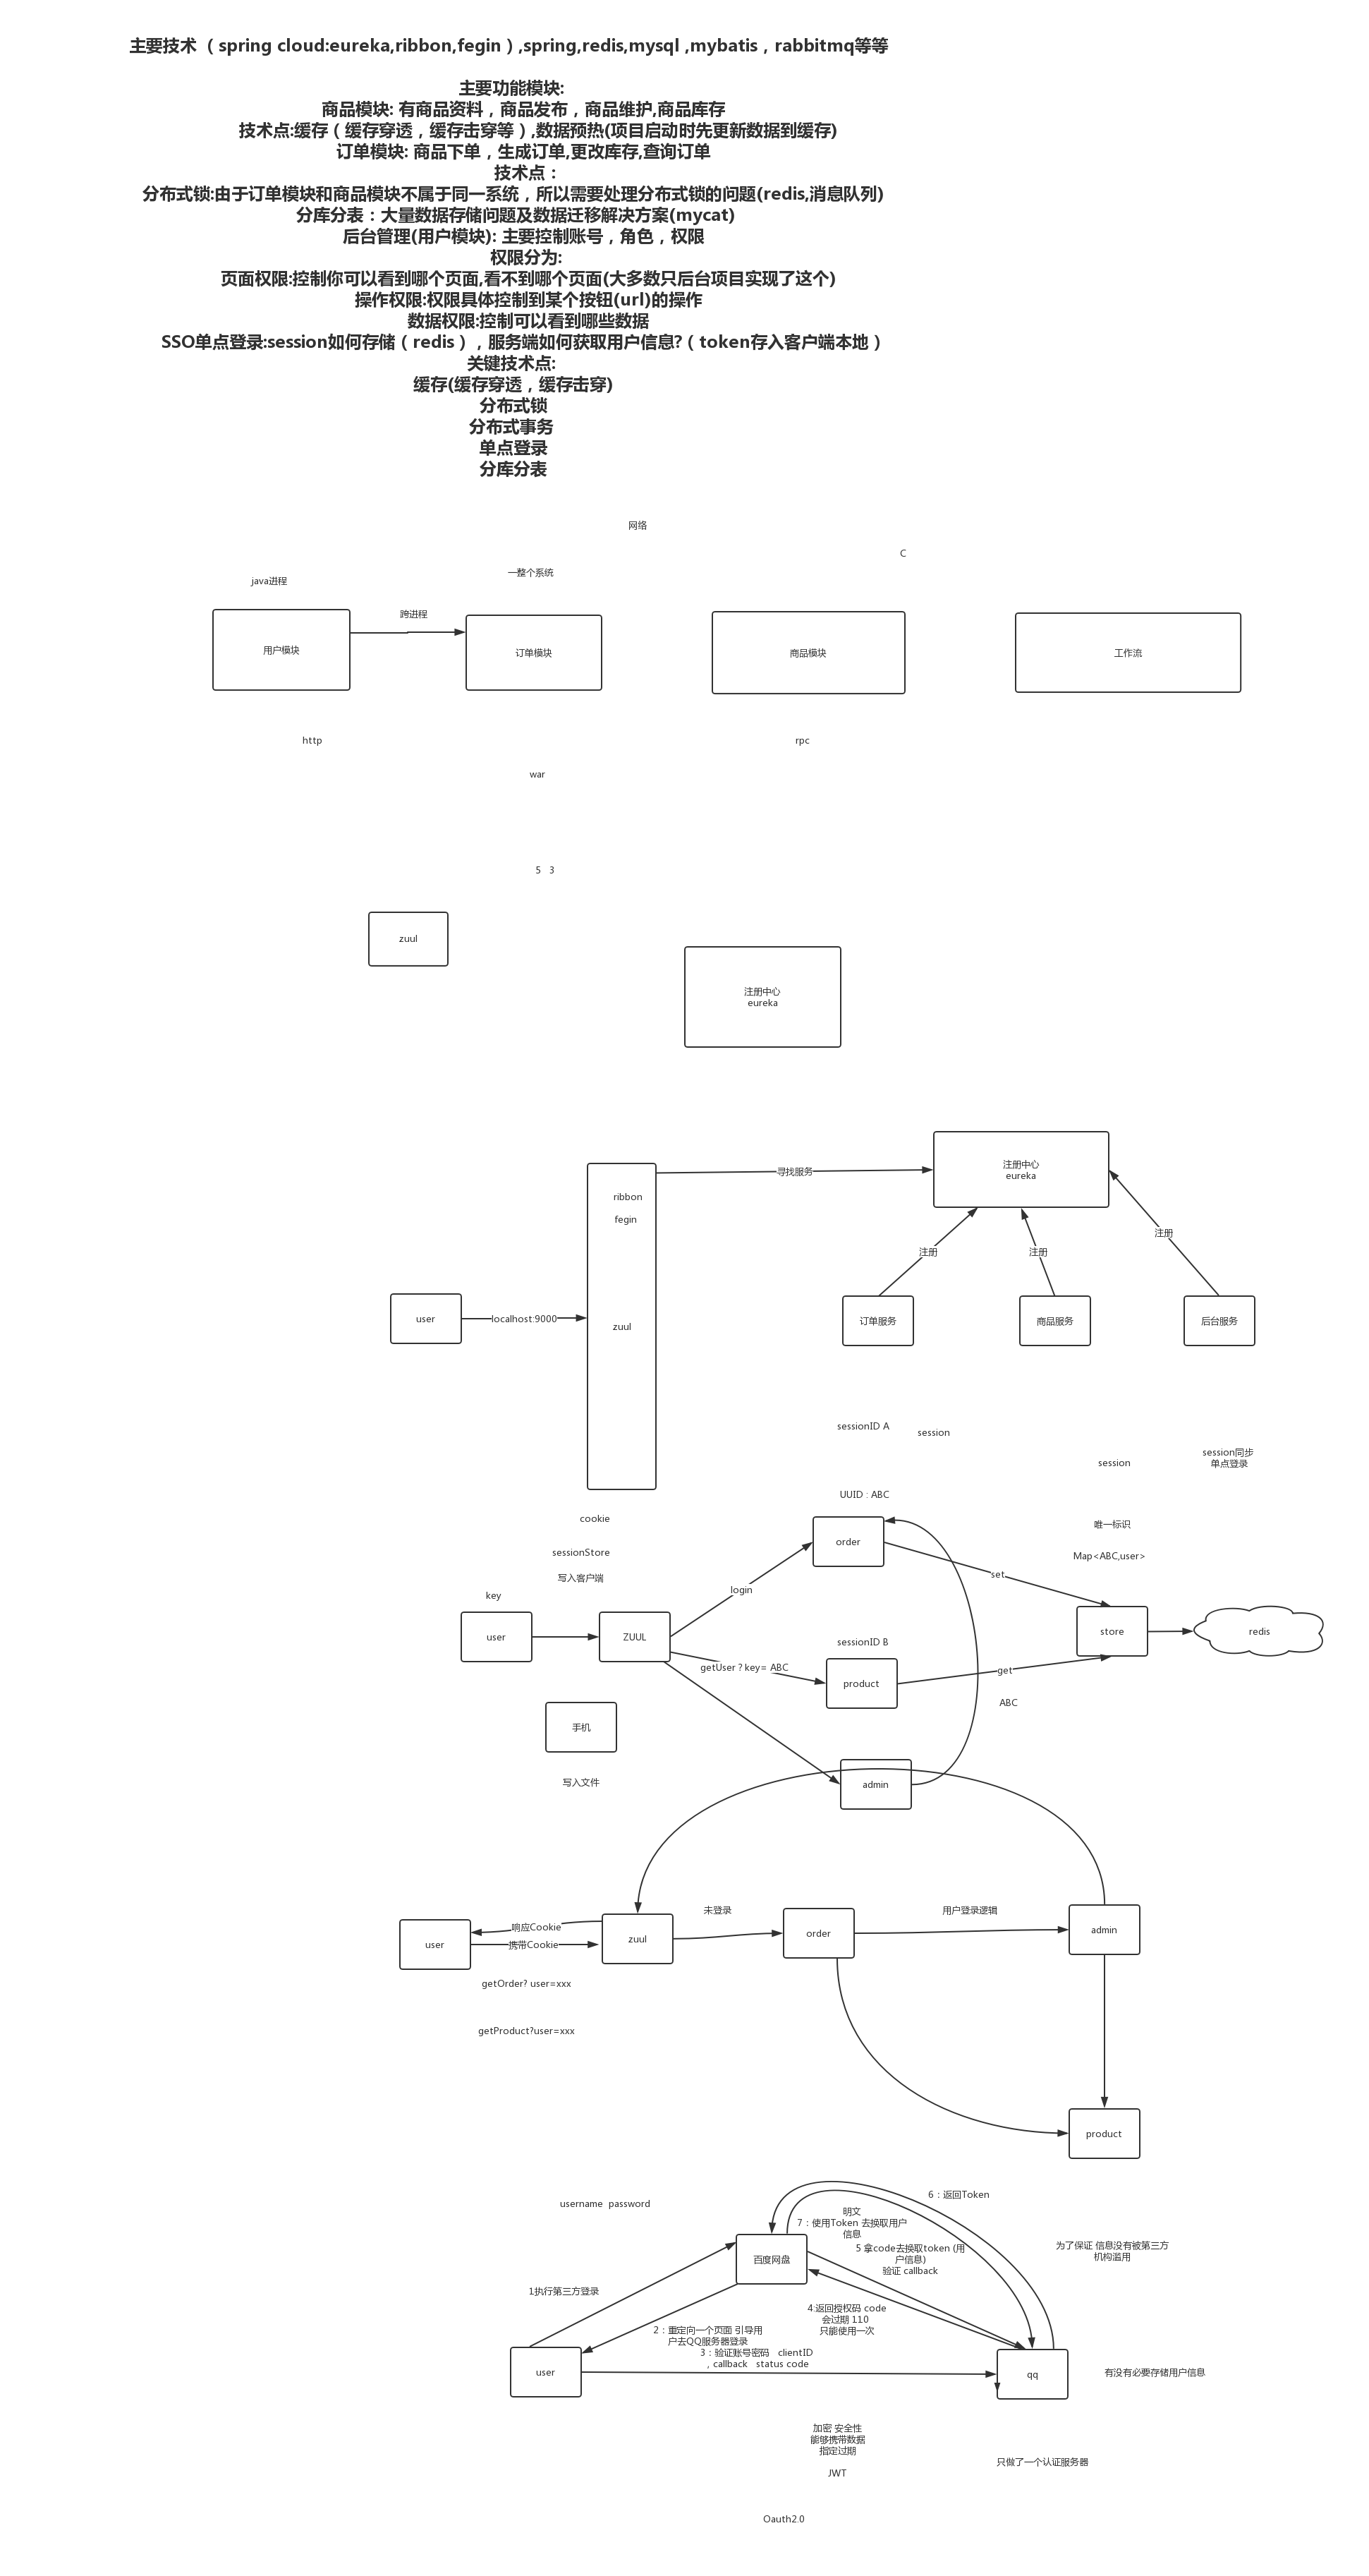 主要技术 （ spring cloud:eureka,ribbon,fegin ）,spring,redis,mysql ,mybatis，rabbitmq等等
主要功能模块:
商品模块: 有商品资料，商品发布，商品维护,商品库存
技术点:缓存（ 缓存穿透，缓存击穿等 ）,数据预热(项目启动时先更新数据到缓存)
订单模块: 商品下单，生成订单,更改库存,查询订单
技术点：
分布式锁:由于订单模块和商品模块不属于同一系统，所以需要处理分布式锁的问题(redis,消息队列)
分库分表：大量数据存储问题及数据迁移解决方案(mycat)
后台管理(用户模块): 主要控制账号，角色，权限
权限分为:
页面权限:控制你可以看到哪个页面,看不到哪个页面(大多数只后台项目实现了这个)
操作权限:权限具体控制到某个按钮(url)的操作
数据权限:控制可以看到哪些数据
SSO单点登录:session如何存储（ redis ），服务端如何获取用户信息?（ token存入客户端本地 ）
关键技术点:
缓存(缓存穿透，缓存击穿)
分布式锁
分布式事务
单点登录
分库分表
网络
C
一整个系统
java进程
跨进程
用户模块
订单模块
商品模块
工作流
http
rpc
war
5 3
zuul
注册中心
eureka
注册中心
eureka
寻找服务
ribbon
fegin
注册
注册
注册
user
localhost:9000
zuul
订单服务
商品服务
后台服务
sessionID A
session
session同步
单点登录
session
UUID : ABC
cookie
唯一标识
order
sessionStore
Map<ABC,user>
写入客户端
set
login
key
user
ZUUL
store
redis
sessionID B
getUser ? key= ABC
get
product
ABC
手机
写入文件
admin
未登录
用户登录逻辑
响应Cookie
携带Cookie
user
zuul
order
admin
getOrder? user=xxx
getProduct?user=xxx
product
6：返回Token
username password
明文
7：使用Token 去换取用户
信息
5 拿code去换取token (用
户信息)
验证 callback
为了保证 信息没有被第三方
机构滥用
百度网盘
1执行第三方登录
4:返回授权码 code
会过期 110
只能使用一次
2：重定向一个页面 引导用
户去QQ服务器登录
3：验证账号密码 clientID
，callback status code
user
qq
有没有必要存储用户信息
加密 安全性
能够携带数据
指定过期
JWT
只做了一个认证服务器
Oauth2.0